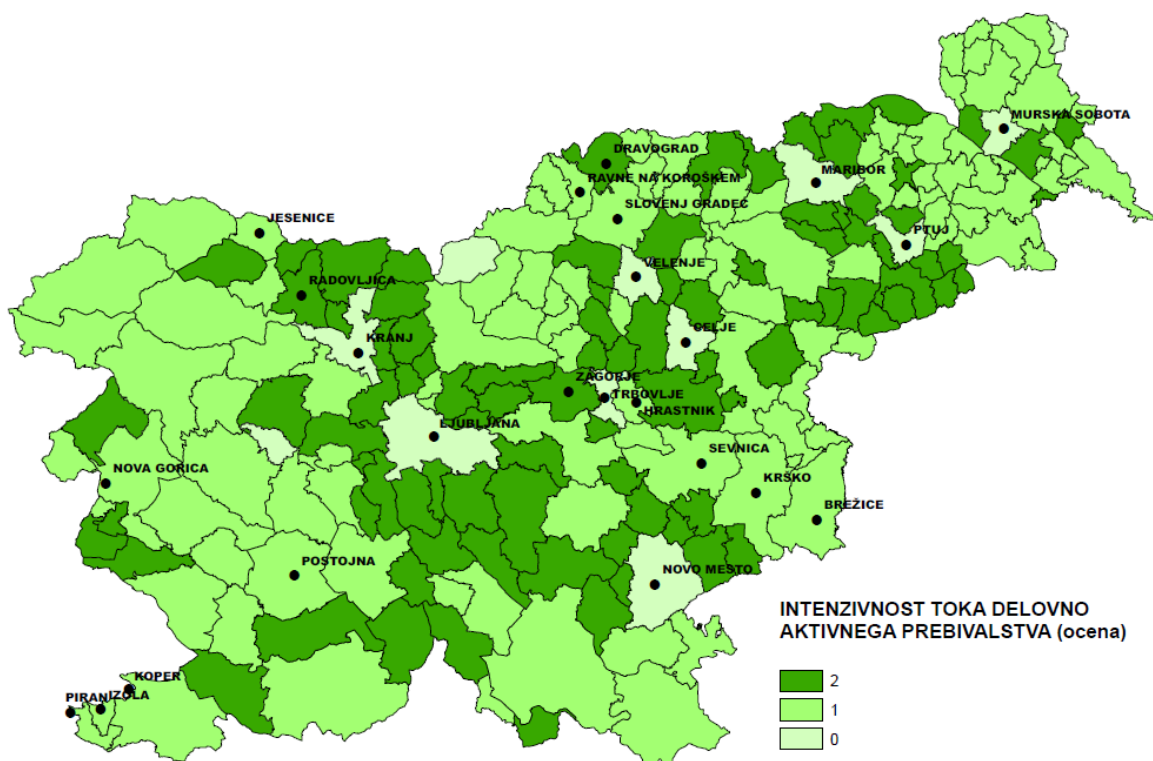 MURSKA SOBOTA
DRAVOGRAD
MARIBOR
RAVNE NA KOROŠKEM
SLOVENJ GRADEC
JESENICE
PTUJ
VELENJE
RADOVLJICA
KRANJ
CELJE
ZAGORJE
TRBOVLJE
HRASTNIK
LJUBLJANA
SEVNICA
NOVA GORICA
KRŠKO
BREŽICE
POSTOJNA
NOVO MESTO
KOPER
PIRAN
IZOLA
INTENZIVNOST TOKA DELOVNO
AKTIVNEGA PREBIVALSTVA (ocena)
2
1
0